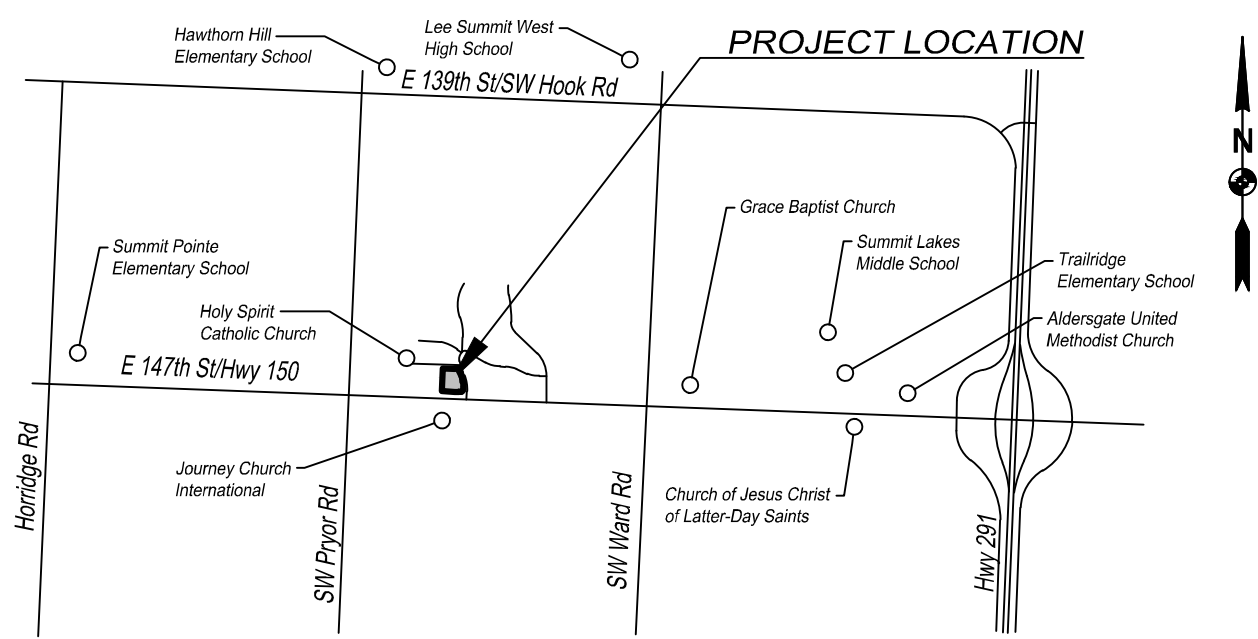 Hawthorn Hill
Elementary School
Lee Summit West
High School
PROJECT LOCATION
E 139th St/SW Hook Rd
N
Grace Baptist Church
Summit Pointe
Elementary School
Summit Lakes
Middle School
Trailridge
Elementary School
Holy Spirit
Catholic Church
Aldersgate United
Methodist Church
E 147th St/Hwy 150
Journey Church
International
Church of Jesus Christ
of Latter-Day Saints
Horridge Rd
SW Pryor Rd
SW Ward Rd
Hwy 291